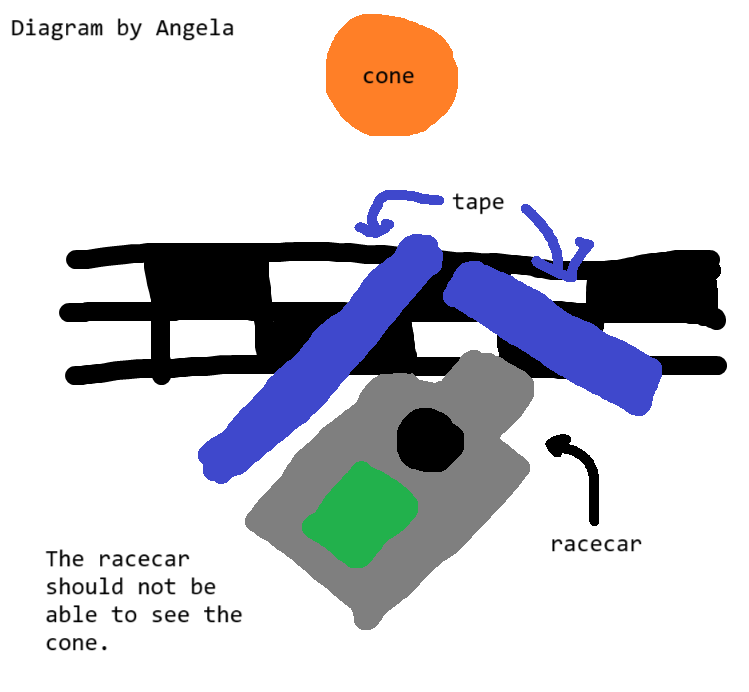 Diagram by Angela
cone
tape
racecar
The racecar
should not be
able to see the
cone.